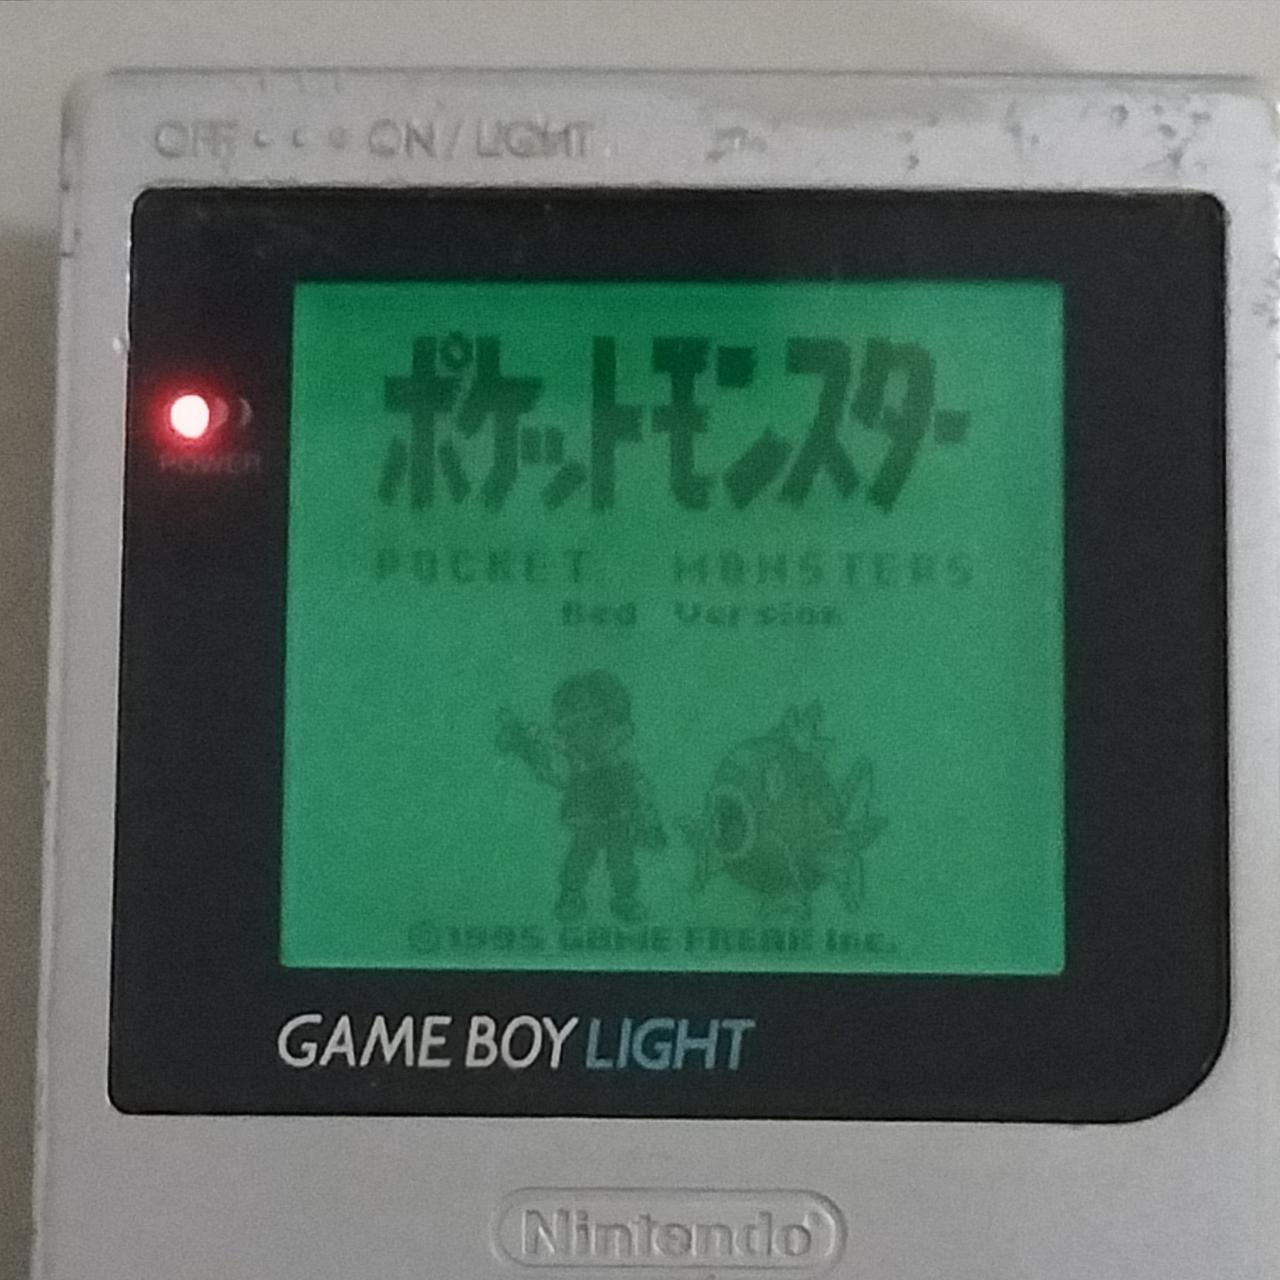 OFF ON / LIGHT
POWER
ポケットモンスター
POCKET MONSTERS
Red Version
©1995 GAME FREAK inc.
GAME BOY LIGHT
Nintendo®